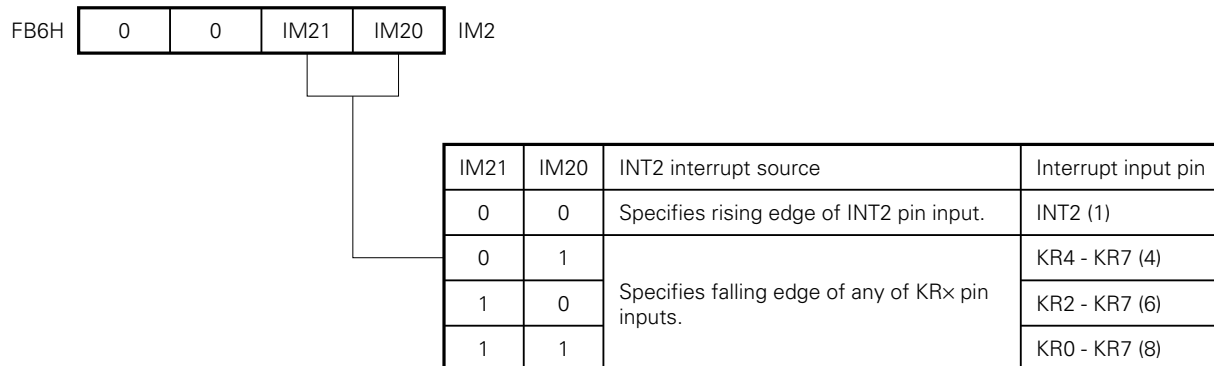 FB6H 0 0 IM21 IM20 IM2
IM21 IM20 INT2 interrupt source Interrupt input pin
0 0 Specifies rising edge of INT2 pin input. INT2 (1)
0 1 KR4 - KR7 (4)
Specifies falling edge of any of KR× pin
1 0 KR2 - KR7 (6)
inputs.
1 1 KR0 - KR7 (8)